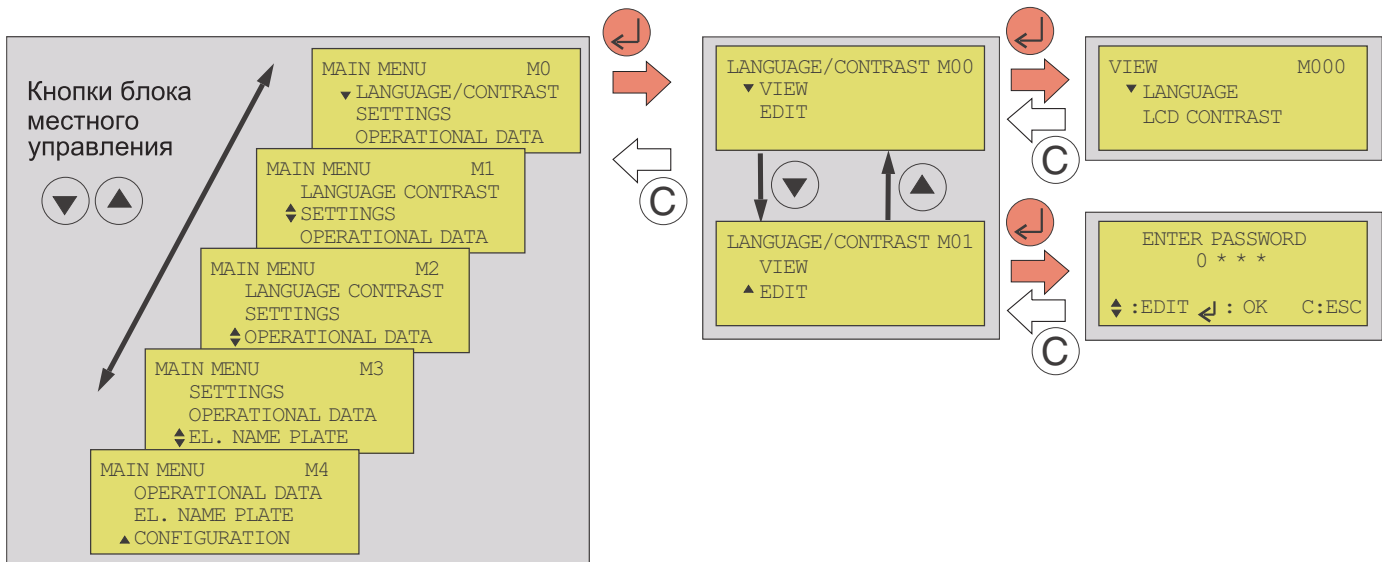 Кнопки блока
местного
управления
MAIN MENU M0
LANGUAGE/CONTRAST
SETTINGS
OPERATIONAL DATA
MAIN MENU M1
LANGUAGE CONTRAST
SETTINGS
OPERATIONAL DATA
MAIN MENU M2
LANGUAGE CONTRAST
SETTINGS
OPERATIONAL DATA
MAIN MENU M3
SETTINGS
OPERATIONAL DATA
EL. NAME PLATE
MAIN MENU M4
OPERATIONAL DATA
EL. NAME PLATE
CONFIGURATION
C
LANGUAGE/CONTRAST M00
VIEW
EDIT
LANGUAGE/CONTRAST M01
VIEW
EDIT
C
VIEW M000
LANGUAGE
LCD CONTRAST
C
ENTER PASSWORD
0 * * *
:EDIT : OK C:ESC